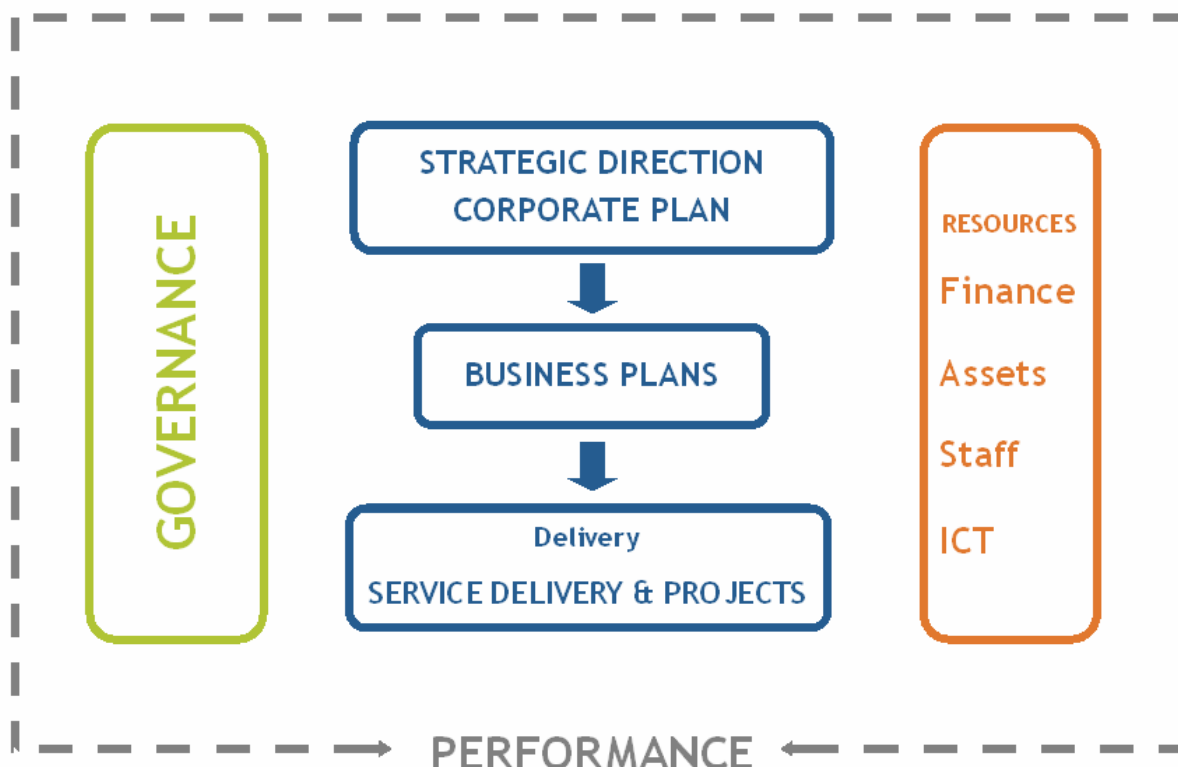 GOVERNANCE
STRATEGIC DIRECTION
CORPORATE PLAN
BUSINESS PLANS
Delivery
SERVICE DELIVERY & PROJECTS
RESOURCES
Finance
Assets
Staff
ICT
PERFORMANCE